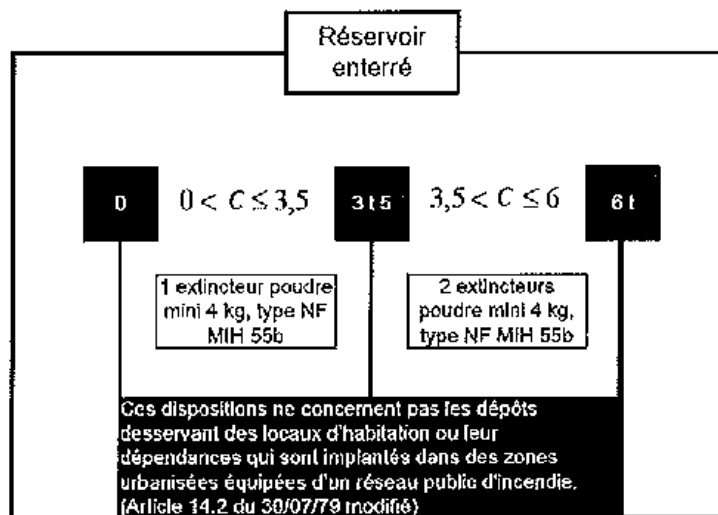 Réservoir
enterré
0
0 < C ≤ 3,5
3 t 5
3,5 < C ≤ 6
6 t
1 extincteur poudre
mini 4 kg, type NF
MIH 55b
2 extincteurs
poudre mini 4 kg,
type NF MIH 55b
Ces dispositions ne concernent pas les dépôts
desservant des locaux d'habitation ou leur
dépendances qui sont implantés dans des zones
urbanisées équipées d'un réseau public d'incendie.
(Article 14.2 du 30/07/79 modifié)